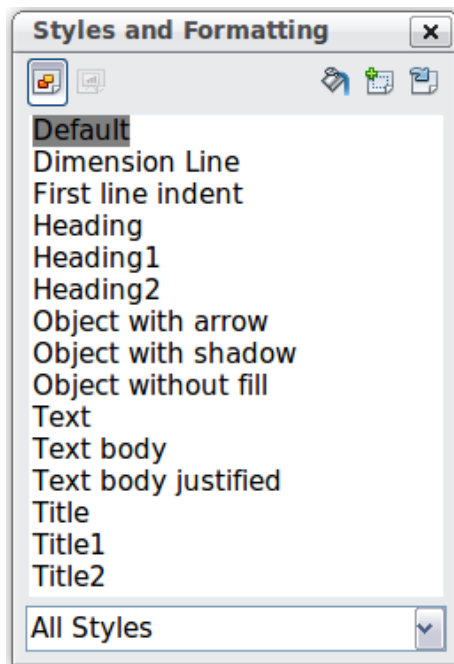 Styles and Formatting
Default
Dimension Line
First line indent
Heading
Heading1
Heading2
Object with arrow
Object with shadow
Object without fill
Text
Text body
Text body justified
Title
Title1
Title2
All Styles